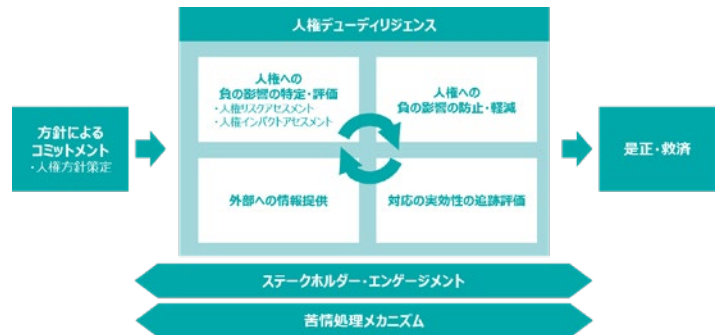 人権デューディリジェンス
人権への
負の影響の特定・評価
・人権リスクアセスメント
・人権インパクトアセスメント
人権への
負の影響の防止・軽減
方針による
コミットメント
・人権方針策定
是正・救済
外部への情報提供
対応の実効性の追跡評価
ステークホルダー・エンゲージメント
苦情処理メカニズム